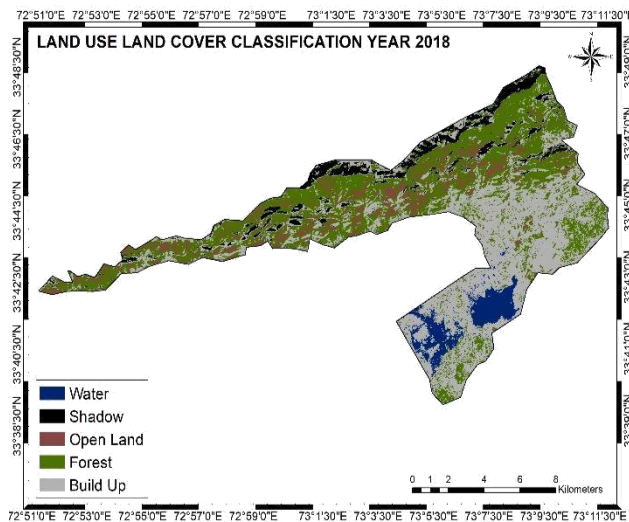 72°51'0"E 72°53'0"E 72°55'0"E 72°57'0"E 72°59'0"E 73°1'30"E 73°3'30"E 73°5'30"E 73°7'30"E 73°9'30"E 73°11'30"E
LAND USE LAND COVER CLASSIFICATION YEAR 2018
N
33°48'30"N
33°46'30"N
33°44'30"N
33°42'30"N
33°40'30"N
33°38'30"N
33°49'0"N
33°47'0"N
33°45'0"N
33°43'0"N
33°41'0"N
33°39'0"N
Water
Shadow
Open Land
Forest
Build Up
0 1 2 4 6 8
Kilometers
72°51'0"E 72°53'0"E 72°55'0"E 72°57'0"E 72°59'0"E 73°1'30"E 73°3'30"E 73°5'30"E 73°7'30"E 73°9'30"E 73°11'30"E